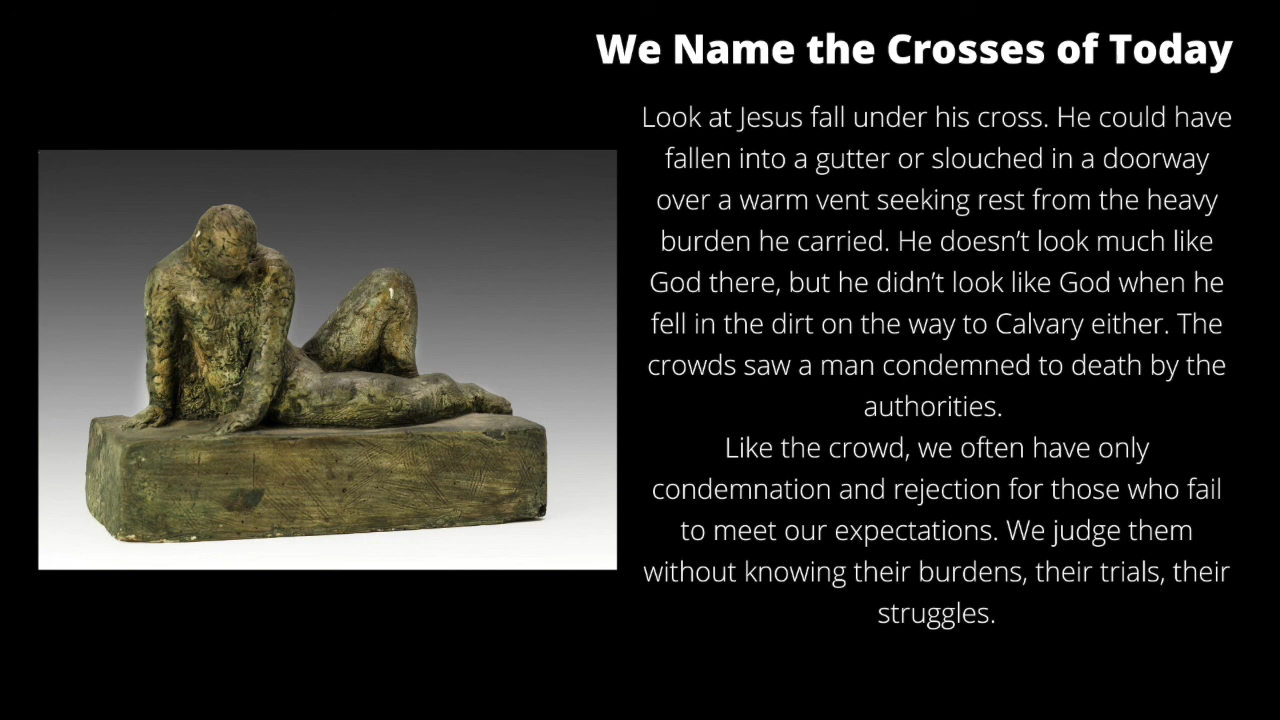 We Name the Crosses of Today
Look at Jesus fall under his cross. He could have
fallen into a gutter or slouched in a doorway
over a warm vent seeking rest from the heavy
burden he carried. He doesn’t look much like
God there, but he didn’t look like God when he
fell in the dirt on the way to Calvary either. The
crowds saw a man condemned to death by the
authorities.
Like the crowd, we often have only
condemnation and rejection for those who fail
to meet our expectations. We judge them
without knowing their burdens, their trials, their
struggles.